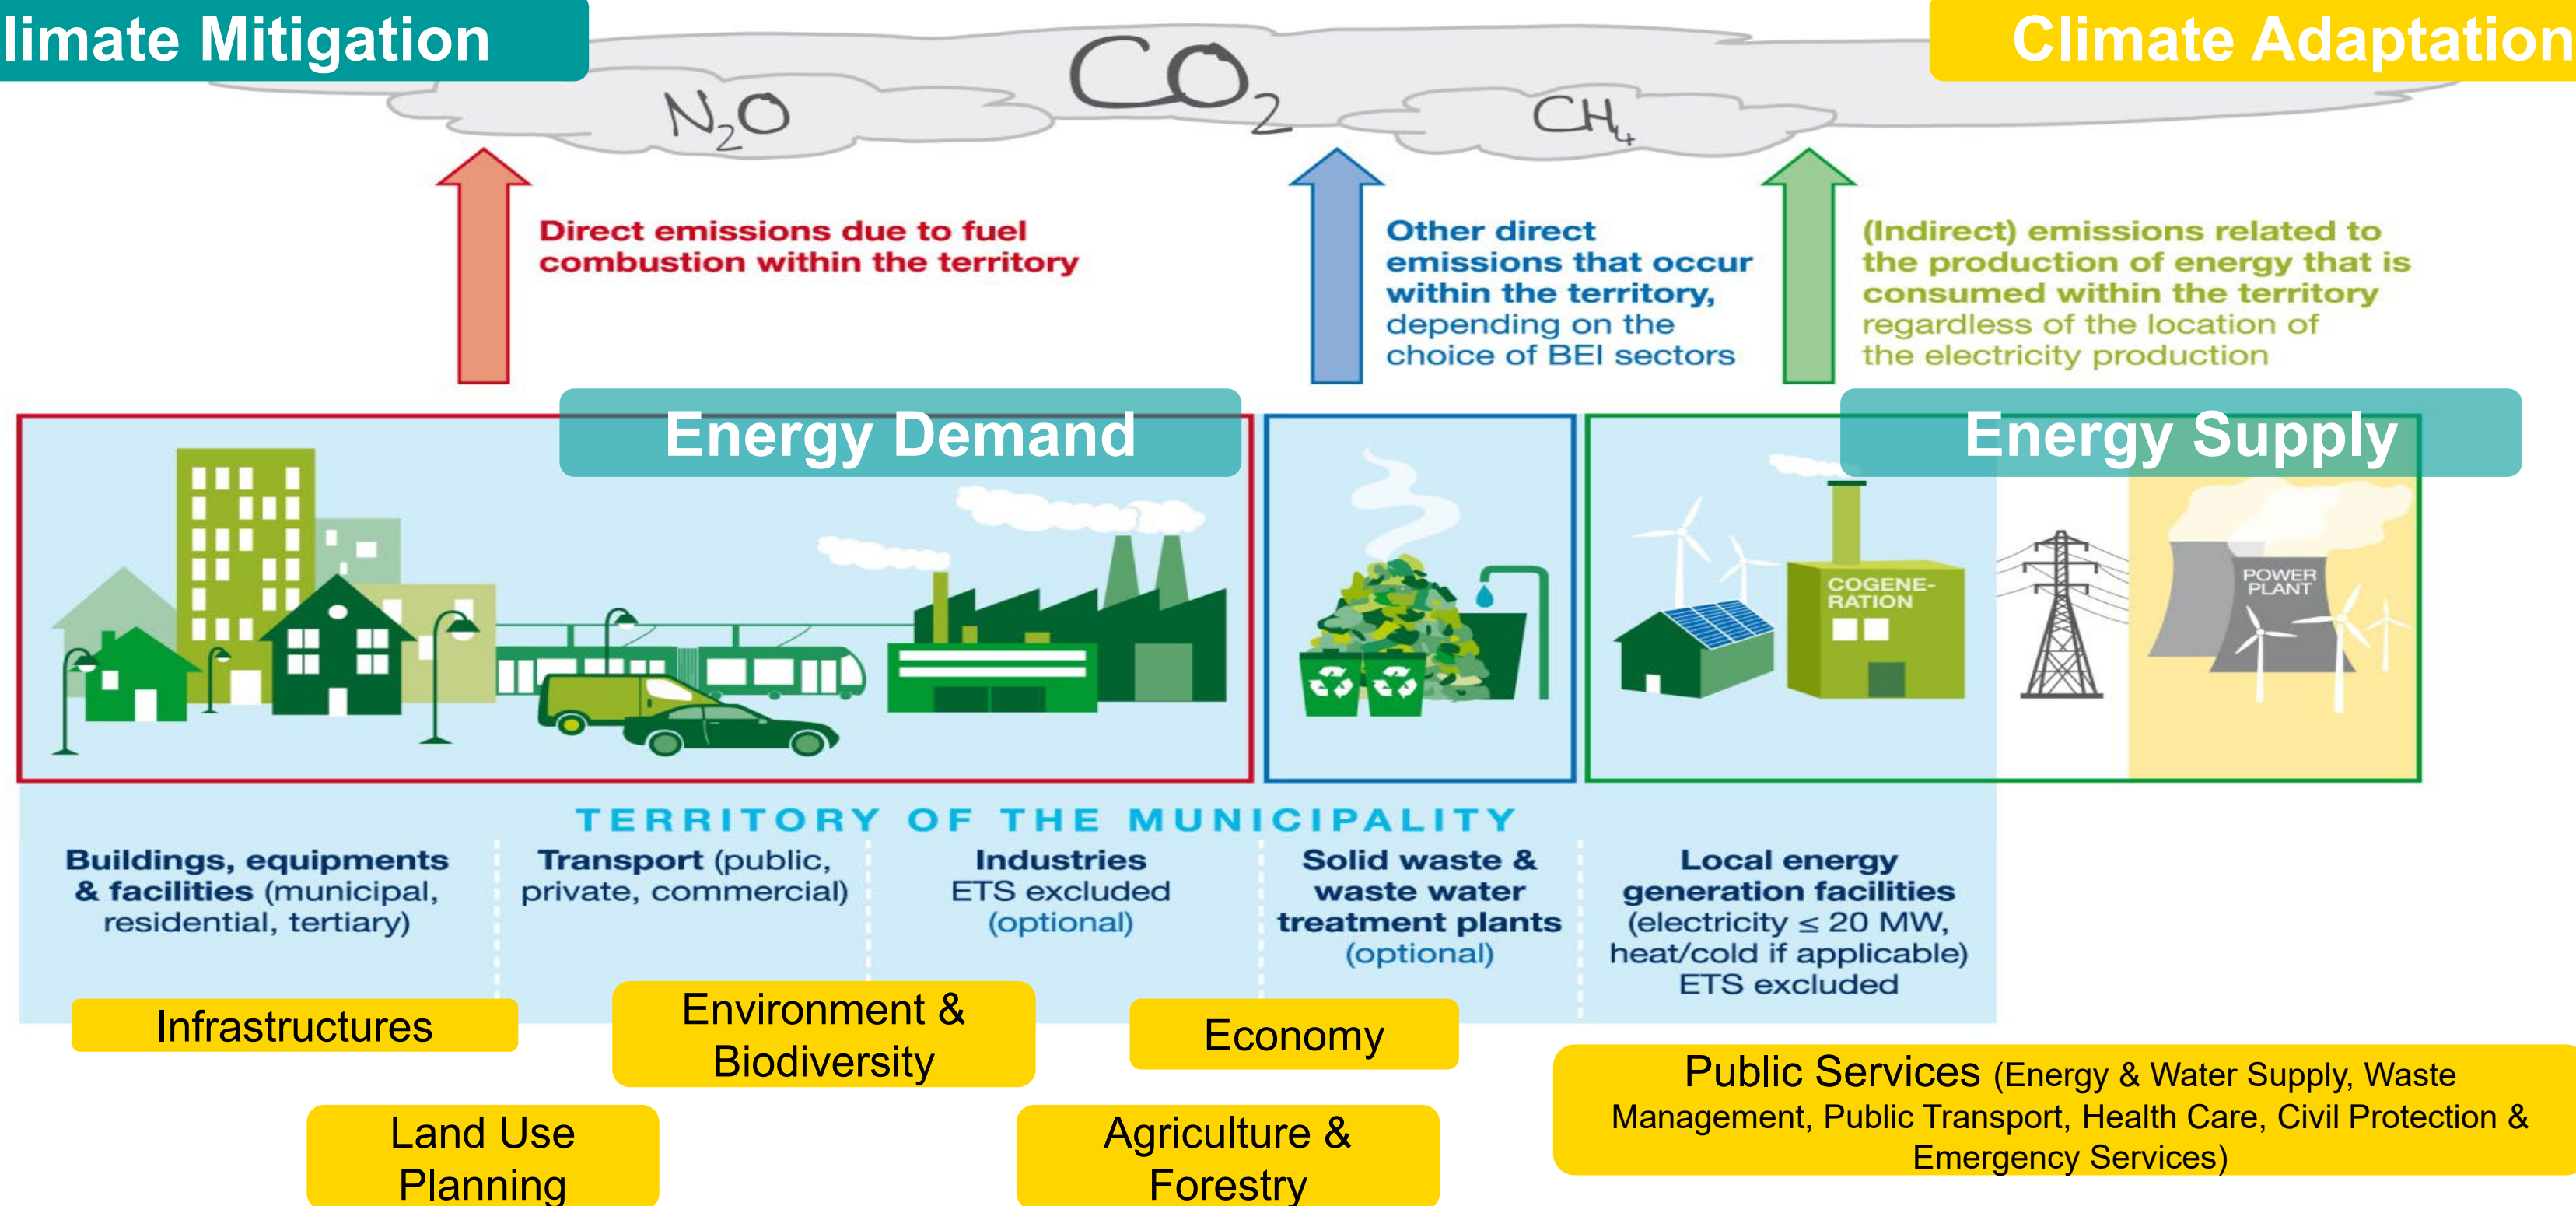 limate Mitigation
Climate Adaptation
CO2
N2O
CH4
Direct emissions due to fuel
combustion within the territory
Other direct
emissions that occur
within the territory,
depending on the
choice of BEI sectors
(Indirect) emissions related to
the production of energy that is
consumed within the territory
regardless of the location of
the electricity production
Energy Demand
Energy Supply
COGENE-
RATION
POWER
PLANT
TERRITORY OF THE MUNICIPALITY
Buildings, equipments
& facilities (municipal,
residential, tertiary)
Transport (public,
private, commercial)
Industries
ETS excluded
(optional)
Solid waste &
waste water
treatment plants
(optional)
Local energy
generation facilities
(electricity ≤ 20 MW,
heat/cold if applicable)
ETS excluded
Infrastructures
Environment &
Biodiversity
Economy
Land Use
Planning
Agriculture &
Forestry
Public Services (Energy & Water Supply, Waste
Management, Public Transport, Health Care, Civil Protection &
Emergency Services)